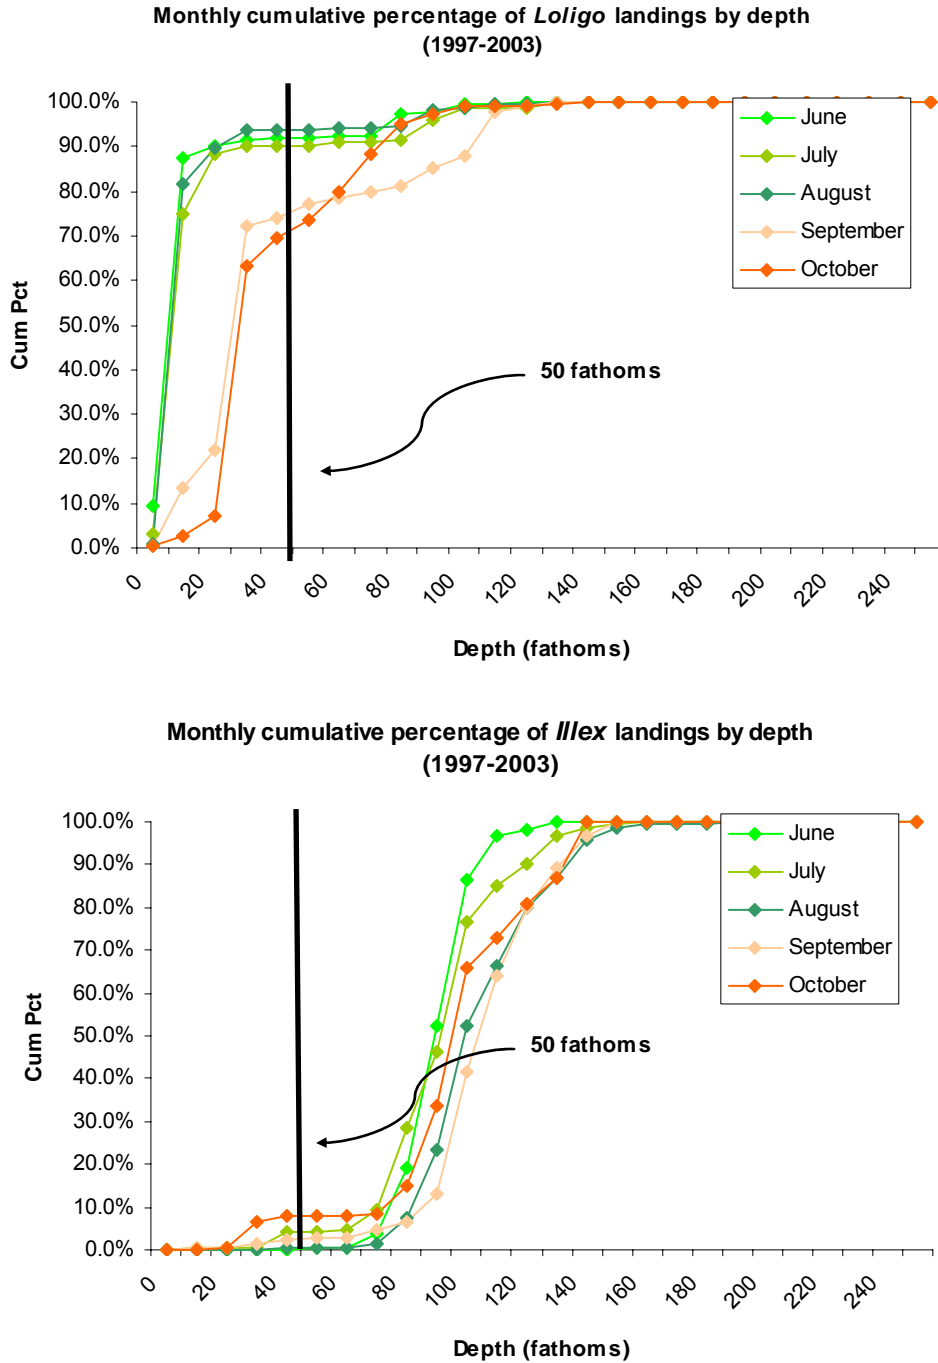 Monthly cumulative percentage of Loligo landings by depth
(1997-2003)
100.0%
90.0%
80.0%
70.0%
60.0%
50.0%
40.0%
30.0%
20.0%
10.0%
0.0%
Cum Pct
June
July
August
September
October
50 fathoms
0 20 40 60 80 100 120 140 160 180 200 220 240
Depth (fathoms)
Monthly cumulative percentage of Illex landings by depth
(1997-2003)
100.0%
90.0%
80.0%
70.0%
60.0%
50.0%
40.0%
30.0%
20.0%
10.0%
0.0%
Cum Pct
June
July
August
September
October
50 fathoms
0 20 40 60 80 100 120 140 160 180 200 220 240
Depth (fathoms)